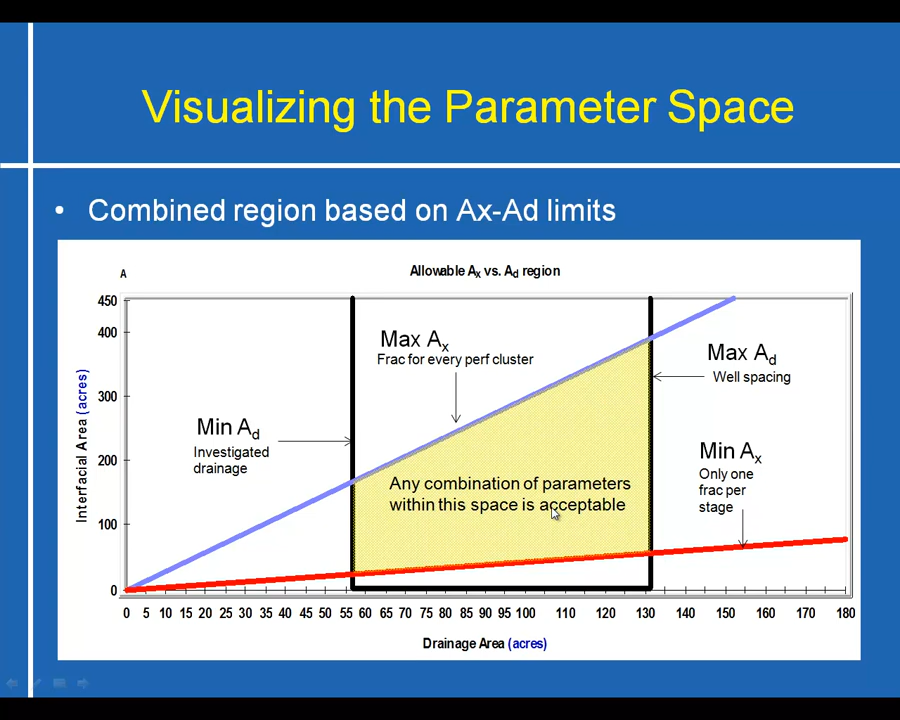 Visualizing the Parameter Space
• Combined region based on Ax-Ad limits
A
Allowable Ax vs. Ad region
450
400
300
200
100
0
Interfacial Area (acres)
Max Ax
Frac for every perf cluster
Max Ad
Well spacing
Min Ad
Investigated
drainage
Min Ax
Only one
frac per
stage
Any combination of parameters
within this space is acceptable
0 5 10 15 20 25 30 35 40 45 50 55 60 65 70 75 80 85 90 95 100 110 120 130 140 150 160 170 180
Drainage Area (acres)